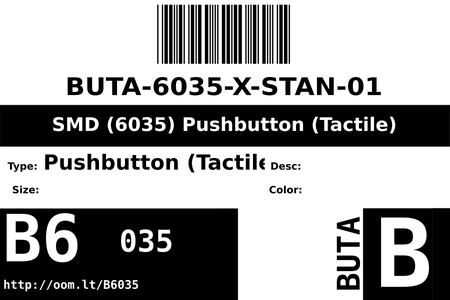 BUTA-6035-X-STAN-01
SMD (6035) Pushbutton (Tactile)
Type: Pushbutton (Tactile Desc:
Size: Color:
B6 035
http://oom.lt/B6035
BUTA
B